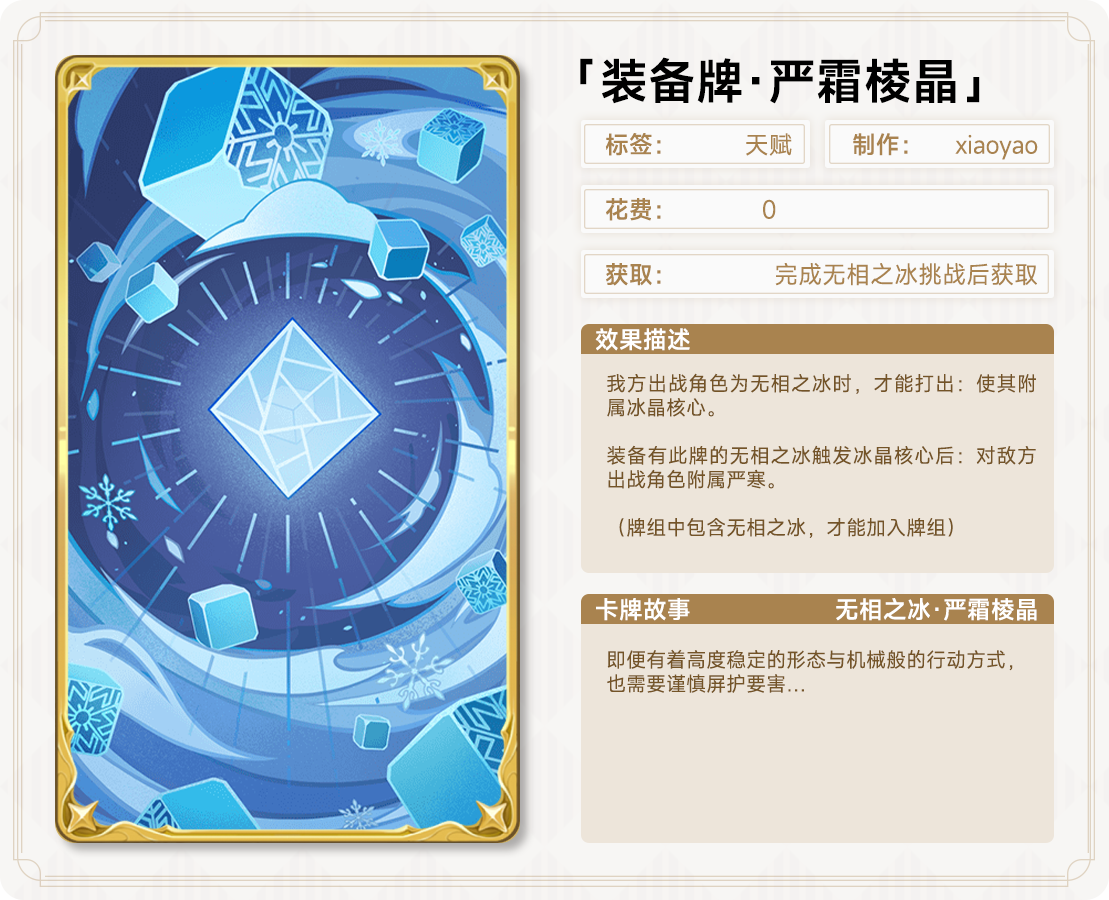 「装备牌·严霜棱晶」
标签： 天赋 制作： xiaoyao
花费： 0
获取： 完成无相之冰挑战后获取
效果描述
我方出战角色为无相之冰时，才能打出：使其附
属冰晶核心。
装备有此牌的无相之冰触发冰晶核心后：对敌方
出战角色附属严寒。
（牌组中包含无相之冰，才能加入牌组）
卡牌故事 无相之冰·严霜棱晶
即便有着高度稳定的形态与机械般的行动方式，
也需要谨慎屏护要害…